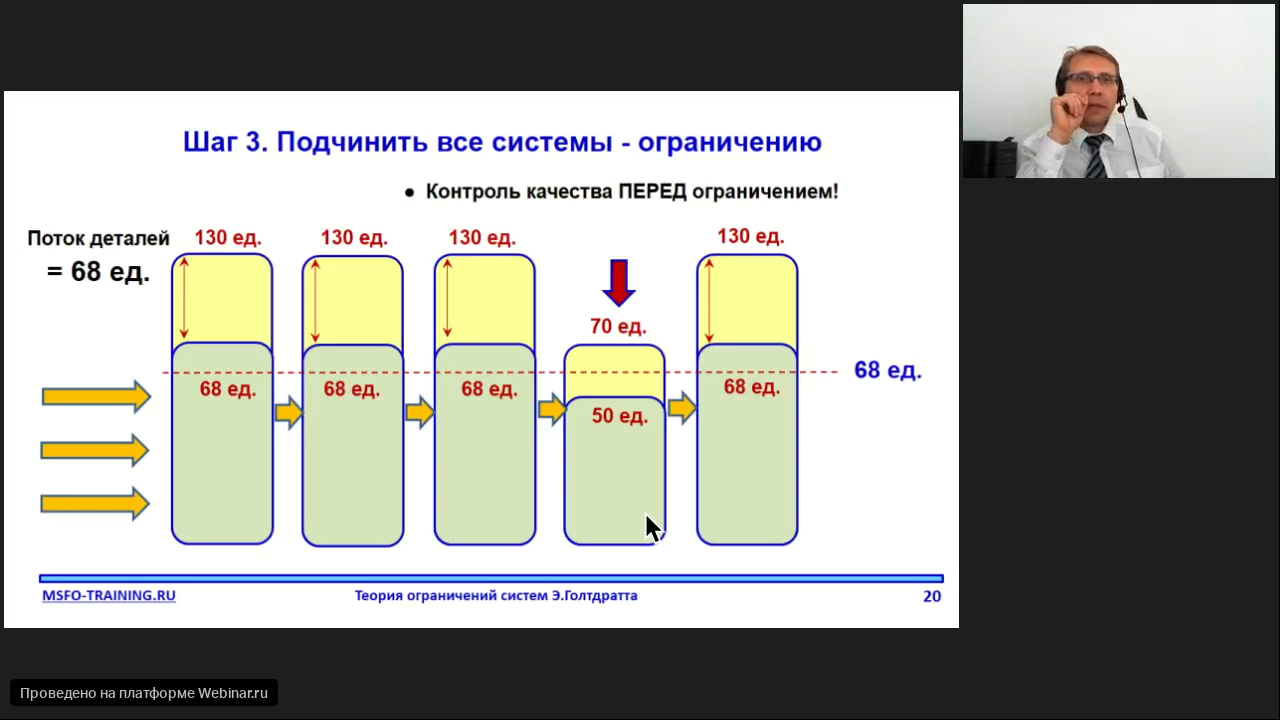 Шаг 3. Подчинить все системы - ограничению
● Контроль качества ПЕРЕД ограничением!
Поток деталей
= 68 ед.
130 ед.
130 ед.
130 ед.
130 ед.
70 ед.
68 ед.
68 ед.
68 ед.
68 ед.
50 ед.
68 ед.
MSFO-TRAINING.RU
Теория ограничений систем Э.Голтдратта
20
Проведено на платформе Webinar.ru